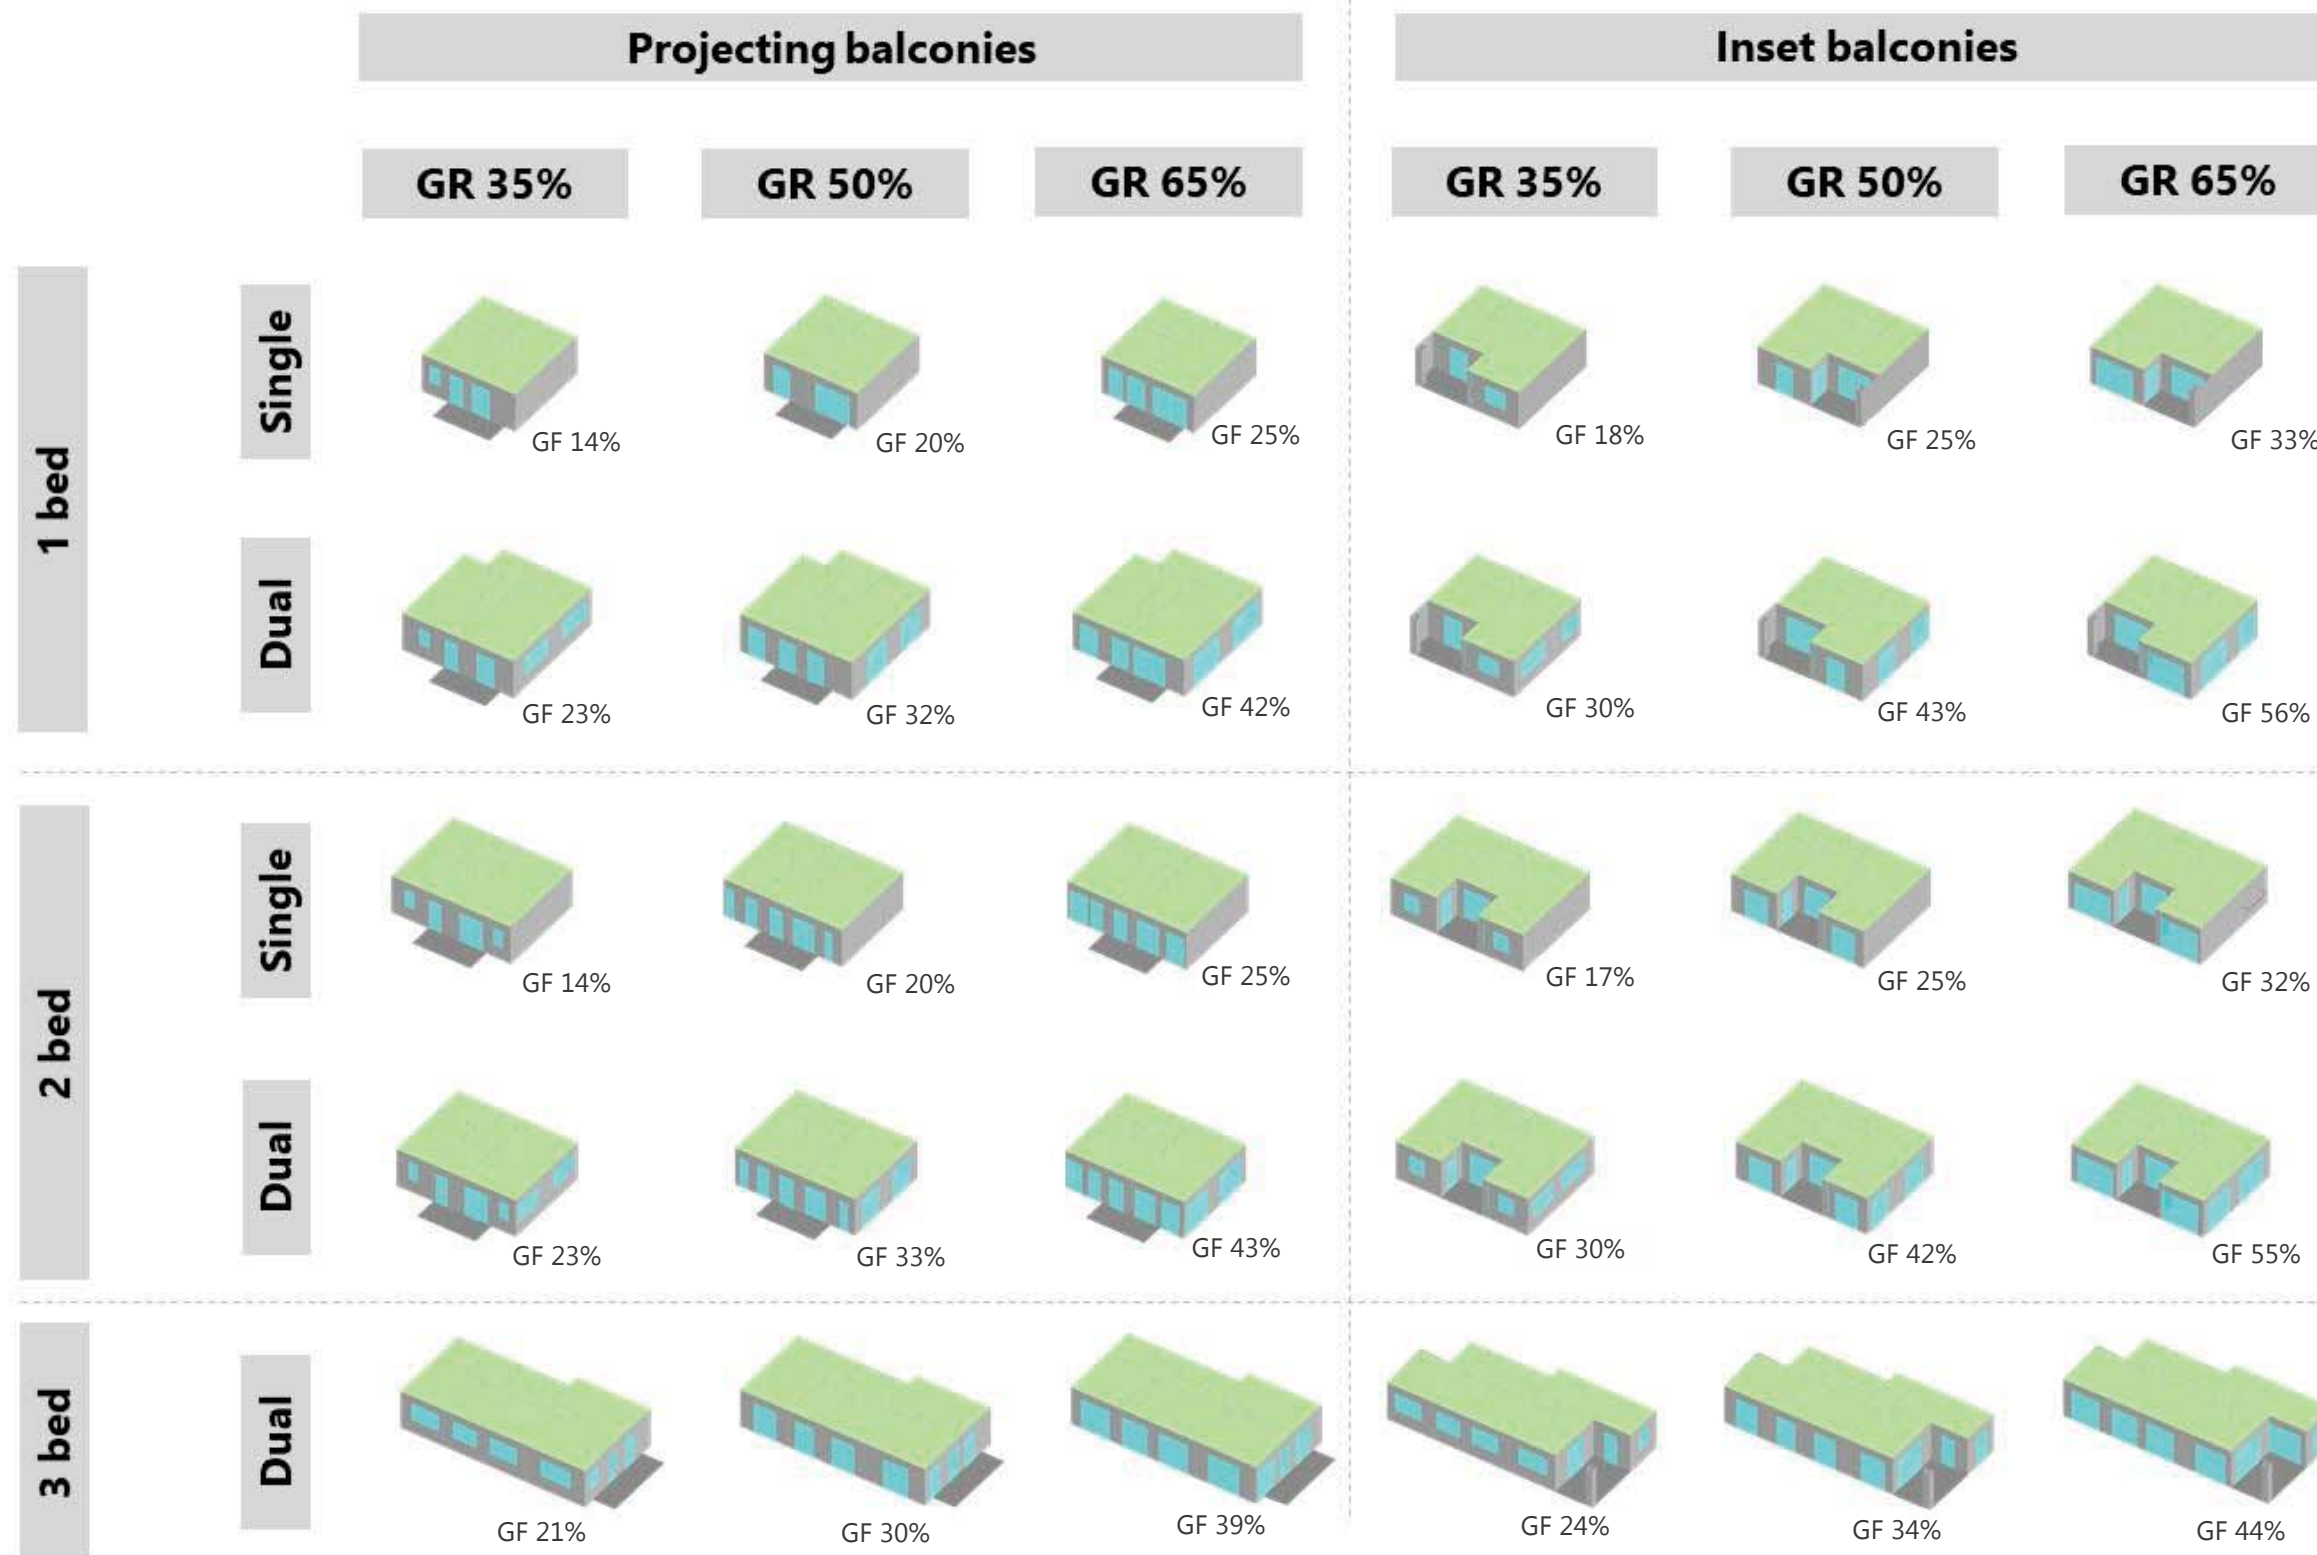 Projecting balconies
Inset balconies
GR 35%
GR 50%
GR 65%
GR 35%
GR 50%
GR 65%
1 bed
Single
GF 14%
GF 20%
GF 25%
GF 18%
GF 25%
GF 33%
Dual
GF 23%
GF 32%
GF 42%
GF 30%
GF 43%
GF 56%
2 bed
Single
GF 14%
GF 20%
GF 25%
GF 17%
GF 25%
GF 32%
Dual
GF 23%
GF 33%
GF 43%
GF 30%
GF 42%
GF 55%
3 bed
Dual
GF 21%
GF 30%
GF 39%
GF 24%
GF 34%
GF 44%